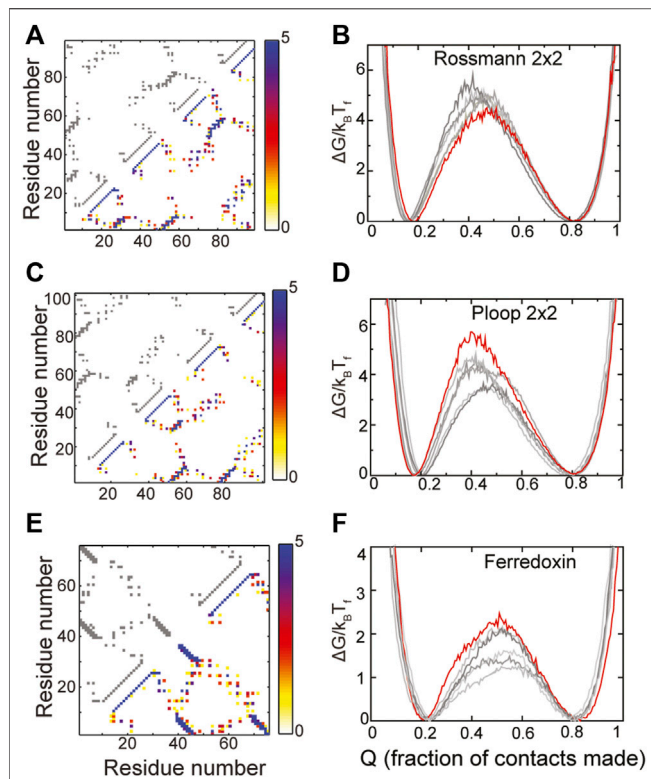 A
Residue number
80
60
40
20
20 40 60 80
5
0
B
Rossmann 2x2
ΔG/k_BT_f
6
4
2
0
0 0.2 0.4 0.6 0.8 1
C
Residue number
100
80
60
40
20
20 40 60 80
5
0
D
Ploop 2x2
ΔG/k_BT_f
6
4
2
0
0 0.2 0.4 0.6 0.8 1
E
Residue number
60
40
20
20 40 60
Residue number
5
0
F
Ferredoxin
ΔG/k_BT_f
4
3
2
1
0
0 0.2 0.4 0.6 0.8 1
Q (fraction of contacts made)